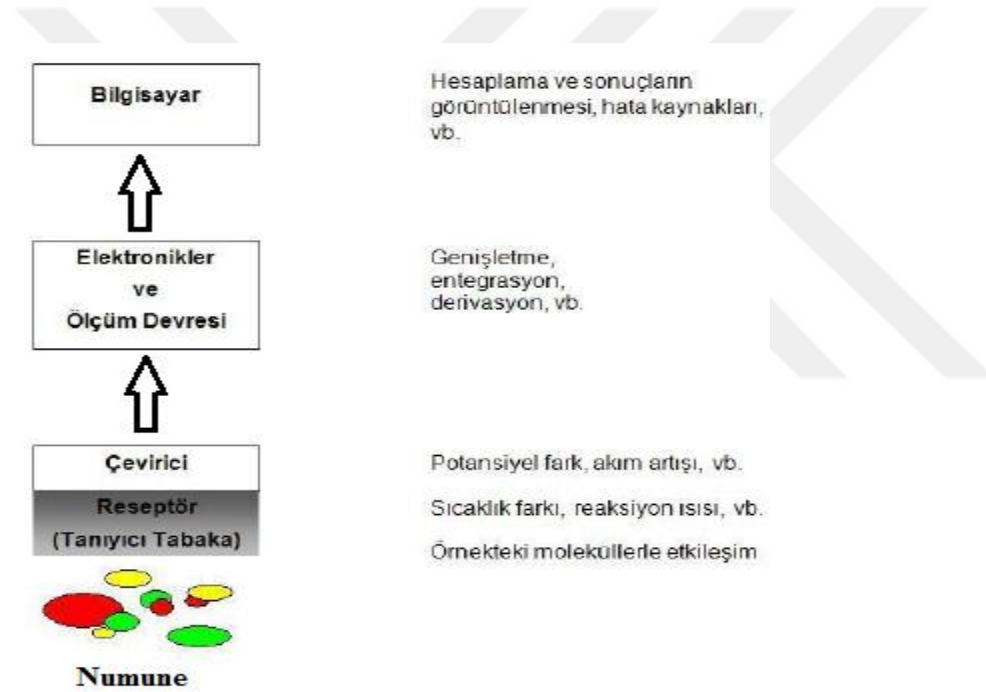 Bilgisayar
Hesaplama ve sonuçların
görüntülenmesi, hata kaynakları,
vb.
Elektronikler
ve
Ölçüm Devresi
Genişletme,
entegrasyon,
derivasyon, vb.
Çevirici
Potansiyel fark, akım artışı, vb.
Reseptör
(Tanıyıcı Tabaka)
Sıcaklık farkı, reaksiyon ısısı, vb.
Örnekteki moleküllerle etkileşim
Numune